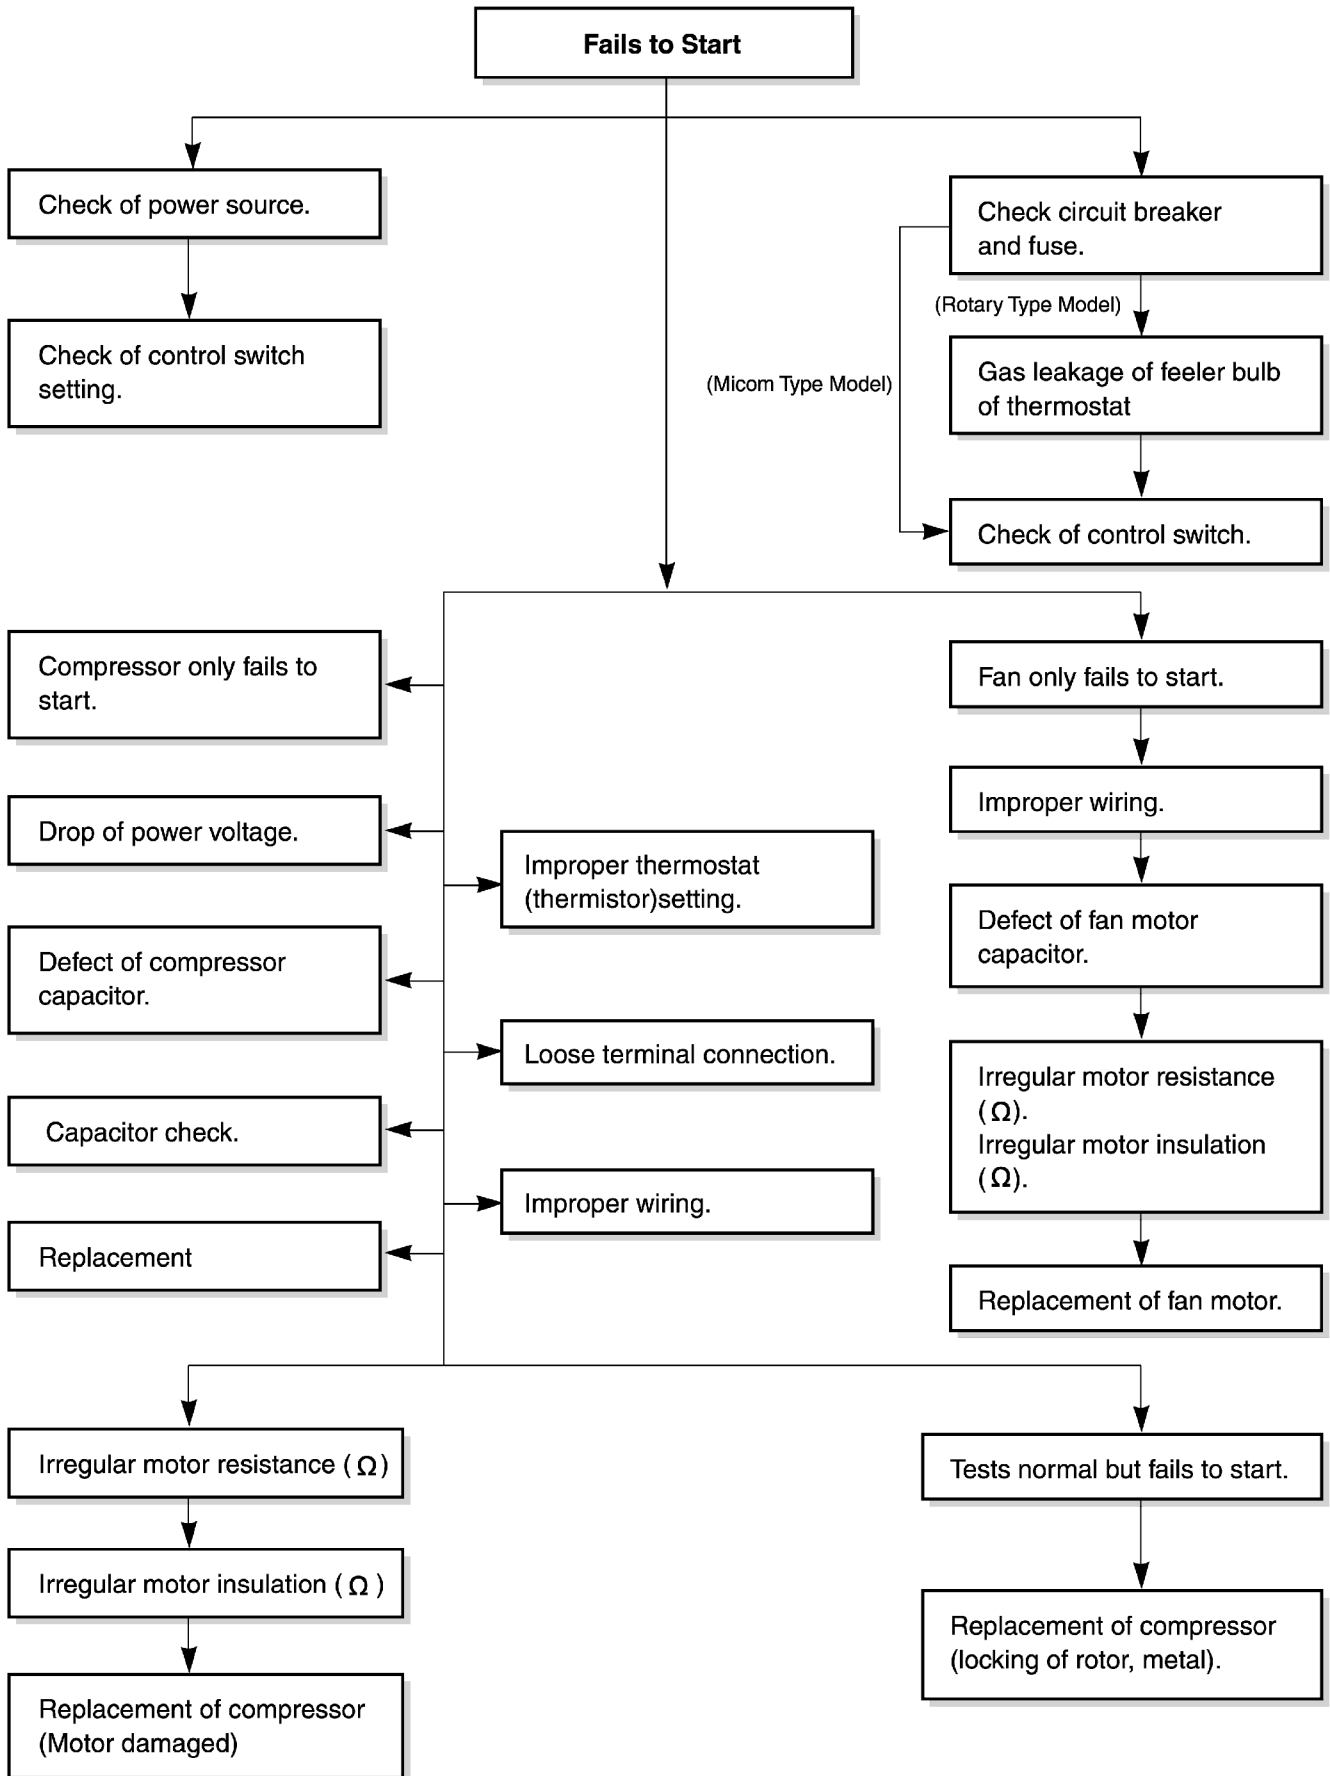 Fails to Start
Check of power source.
Check circuit breaker
and fuse.
(Rotary Type Model)
Check of control switch
setting.
(Micom Type Model)
Gas leakage of feeler bulb
of thermostat
Check of control switch.
Compressor only fails to
start.
Fan only fails to start.
Drop of power voltage.
Improper thermostat
(thermistor)setting.
Improper wiring.
Defect of compressor
capacitor.
Defect of fan motor
capacitor.
Loose terminal connection.
Capacitor check.
Irregular motor resistance
(Ω).
Irregular motor insulation
(Ω).
Improper wiring.
Replacement
Replacement of fan motor.
Irregular motor resistance (Ω)
Tests normal but fails to start.
Irregular motor insulation (Ω )
Replacement of compressor
(locking of rotor, metal).
Replacement of compressor
(Motor damaged)